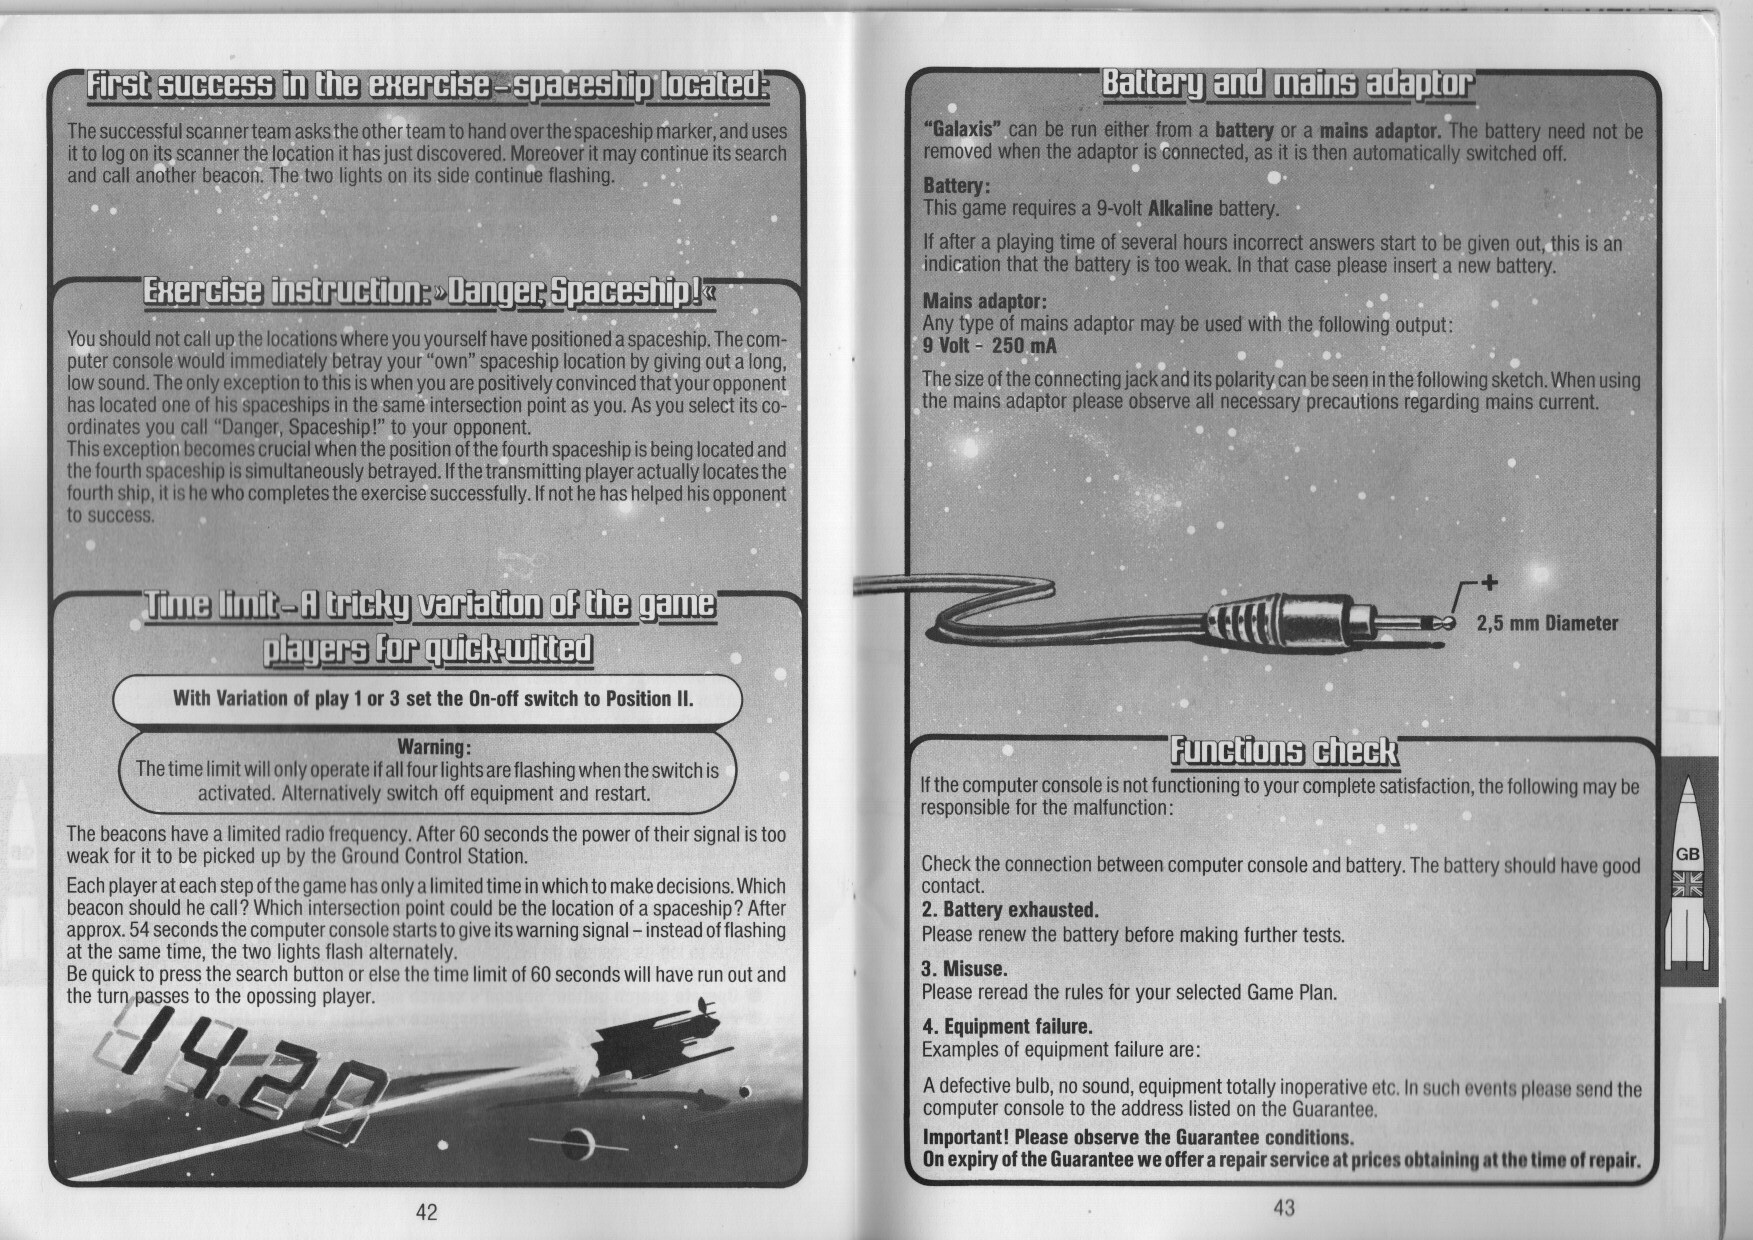 First success in the exercise – spaceship located:
The successful scanner team asks the other team to hand over the spaceship marker, and uses
it to log on its scanner the location it has just discovered. Moreover it may continue its search
and call another beacon. The two lights on its side continue flashing.
Exercise instruction: »Danger, Spaceship!«
You should not call up the locations where you yourself have positioned a spaceship. The com-
puter console would immediately betray your “own” spaceship location by giving out a long,
low sound. The only exception to this is when you are positively convinced that your opponent
has located one of his spaceships in the same intersection point as you. As you select its co-
ordinates you call “Danger, Spaceship!” to your opponent.
This exception becomes crucial when the position of the fourth spaceship is being located and
the fourth spaceship is simultaneously betrayed. If the transmitting player actually locates the
fourth ship, it is he who completes the exercise successfully. If not he has helped his opponent
to success.
Time limit – A tricky variation of the game
players for quick-witted
With Variation of play 1 or 3 set the On-off switch to Position II.
Warning:
The time limit will only operate if all four lights are flashing when the switch is
activated. Alternatively switch off equipment and restart.
The beacons have a limited radio frequency. After 60 seconds the power of their signal is too
weak for it to be picked up by the Ground Control Station.
Each player at each step of the game has only a limited time in which to make decisions. Which
beacon should he call? Which intersection point could be the location of a spaceship? After
approx. 54 seconds the computer console starts to give its warning signal – instead of flashing
at the same time, the two lights flash alternately.
Be quick to press the search button or else the time limit of 60 seconds will have run out and
the turn passes to the opossing player.
14.20
42
Battery and mains adaptor
“Galaxis” can be run either from a battery or a mains adaptor. The battery need not be
removed when the adaptor is connected, as it is then automatically switched off.
Battery:
This game requires a 9-volt Alkaline battery.
If after a playing time of several hours incorrect answers start to be given out, this is an
indication that the battery is too weak. In that case please insert a new battery.
Mains adaptor:
Any type of mains adaptor may be used with the following output:
9 Volt - 250 mA
The size of the connecting jack and its polarity can be seen in the following sketch. When using
the mains adaptor please observe all necessary precautions regarding mains current.
+
2,5 mm Diameter
Functions check
If the computer console is not functioning to your complete satisfaction, the following may be
responsible for the malfunction:
Check the connection between computer console and battery. The battery should have good
contact.
2. Battery exhausted.
Please renew the battery before making further tests.
3. Misuse.
Please reread the rules for your selected Game Plan.
4. Equipment failure.
Examples of equipment failure are:
A defective bulb, no sound, equipment totally inoperative etc. In such events please send the
computer console to the address listed on the Guarantee.
Important! Please observe the Guarantee conditions.
On expiry of the Guarantee we offer a repair service at prices obtaining at the time of repair.
GB
43